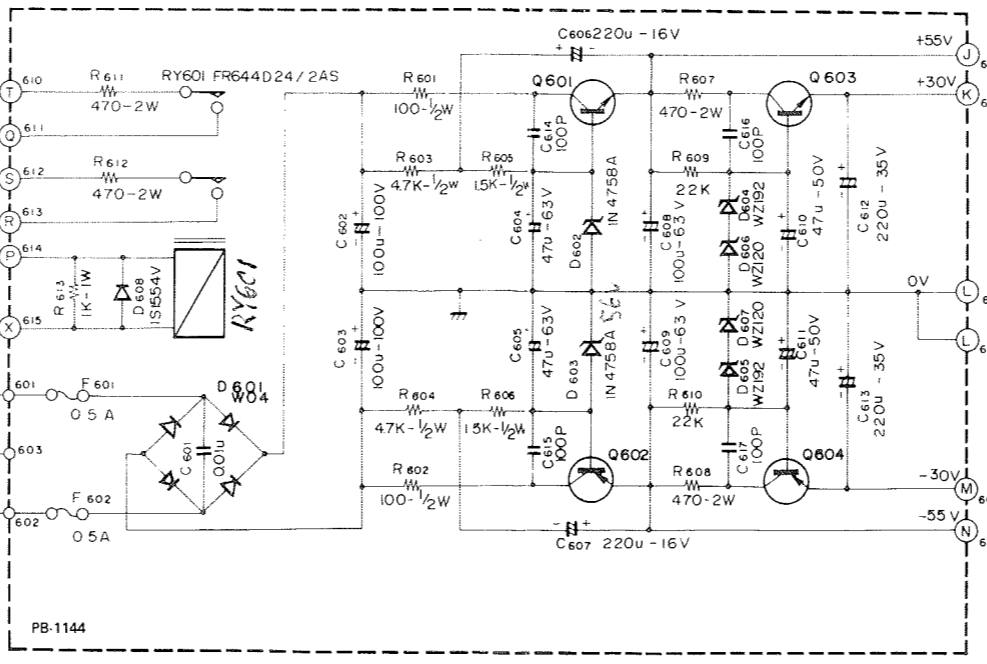 C606 220u-16V
+55V
J
R611
RY601 FR644D24/2AS
R601
Q601
R607
Q603
+30V
K
T
610
470-2W
100-½W
470-2W
Q
611
C614 100P
C616 100P
R612
S
612
470-2W
R
613
R603
4.7K-½W
R605
1.5K-½W
1N4758A
R609
22K
D604 WZ192
D606 WZ120
C610 47u-50V
C612 220u-35V
P
614
C602 100u-100V
C604 47u-63V
D602
C608 100u-63V
R613 1K-1W
D608 1S1554V
RY601
0V
L
L
X
615
C603 100u-100V
C605 47u-63V
D603
1N4758A
56V
C609 100u-63V
D607 WZ120
D605 WZ192
C611 47u-50V
C613 220u-35V
601
F601
0.5A
D601
W04
R604
4.7K-½W
R606
1.5K-½W
R610
22K
603
C601
0.01u
C615 100P
C617 100P
R602
100-½W
Q602
R608
470-2W
Q604
-30V
M
602
F602
0.5A
C607 220u-16V
-55V
N
PB-1144